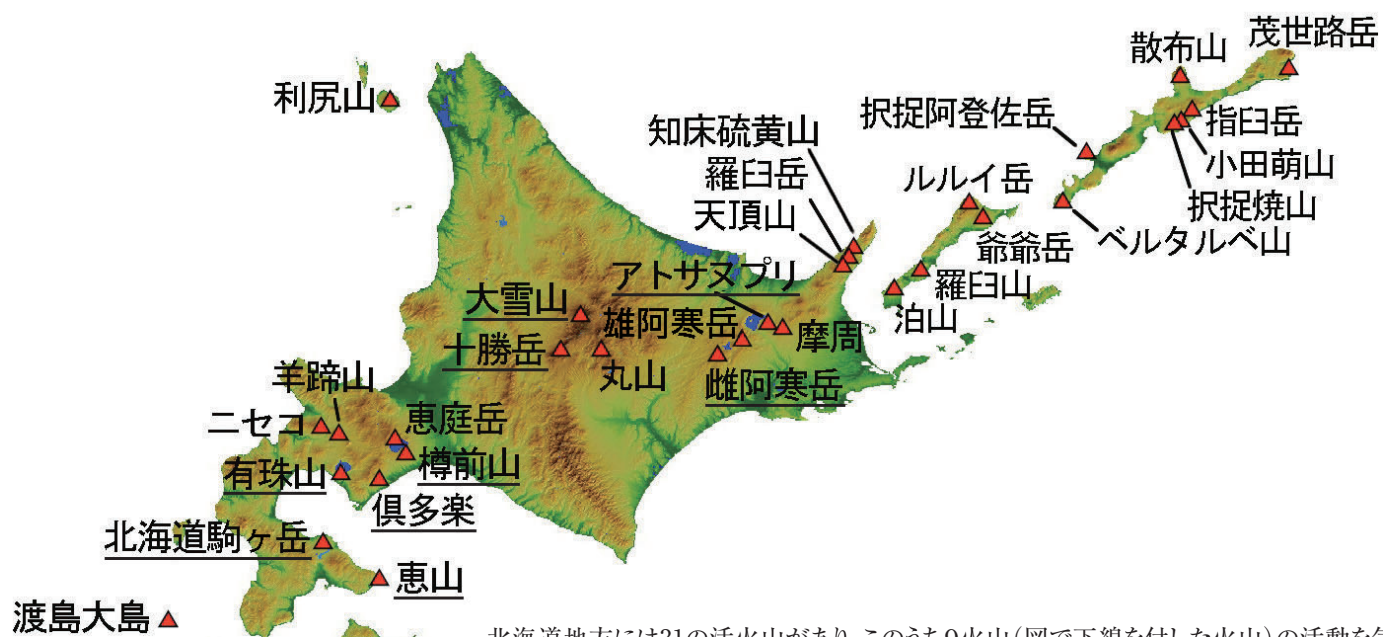 茂世路岳
散布山
利尻山
択捉阿登佐岳
指臼岳
知床硫黄山
小田萌山
羅臼岳
ルルイ岳
択捉焼山
天頂山
ベルタルベ山
爺爺岳
アトサヌプリ
羅臼山
大雪山
雄阿寒岳
泊山
摩周
十勝岳
丸山
羊蹄山
雌阿寒岳
ニセコ
恵庭岳
樽前山
有珠山
倶多楽
北海道駒ヶ岳
恵山
渡島大島